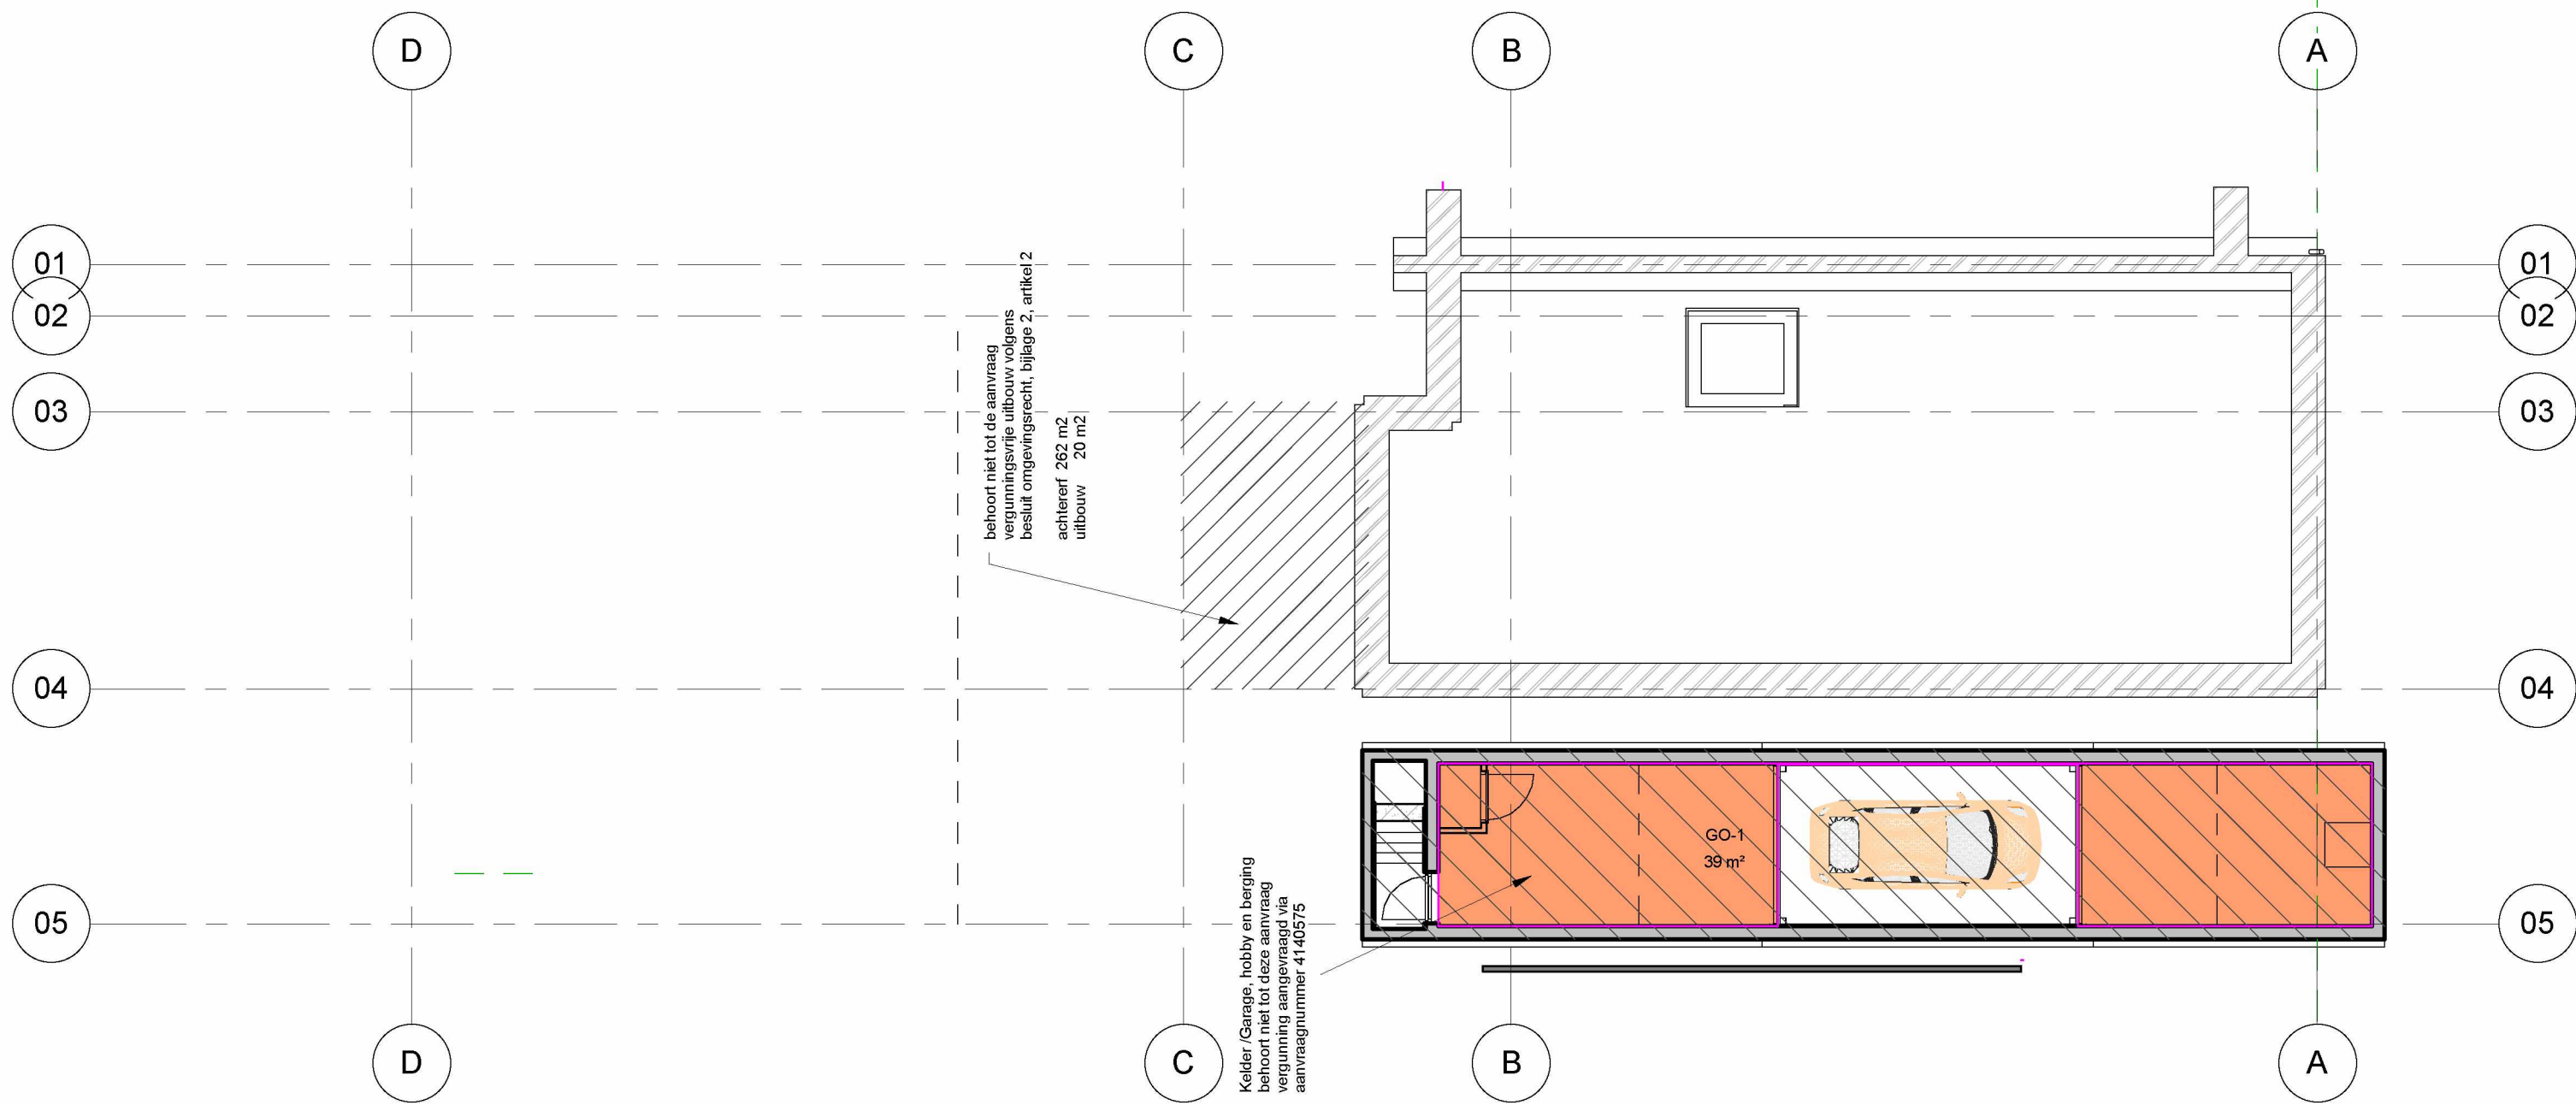 D
C
B
A
01
02
03
04
05
01
02
03
04
05
behoort niet tot de aanvraag
vergunningsvrije uitbouw volgens
besluit omgevingsrecht, bijlage 2, artikel 2
achtererf 262 m2
uitbouw 20 m2
GO-1
39 m²
Kelder /Garage, hobby en berging
behoort niet tot deze aanvraag
vergunning aangevraagd via
aanvraagnummer 4140575
D
C
B
A